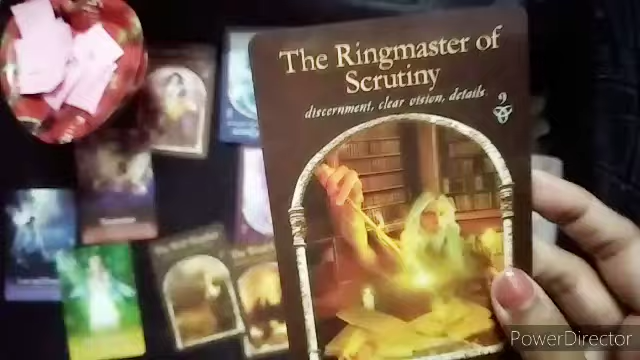 The Ringmaster of
Scrutiny
discernment, clear vision, details
PowerDirector